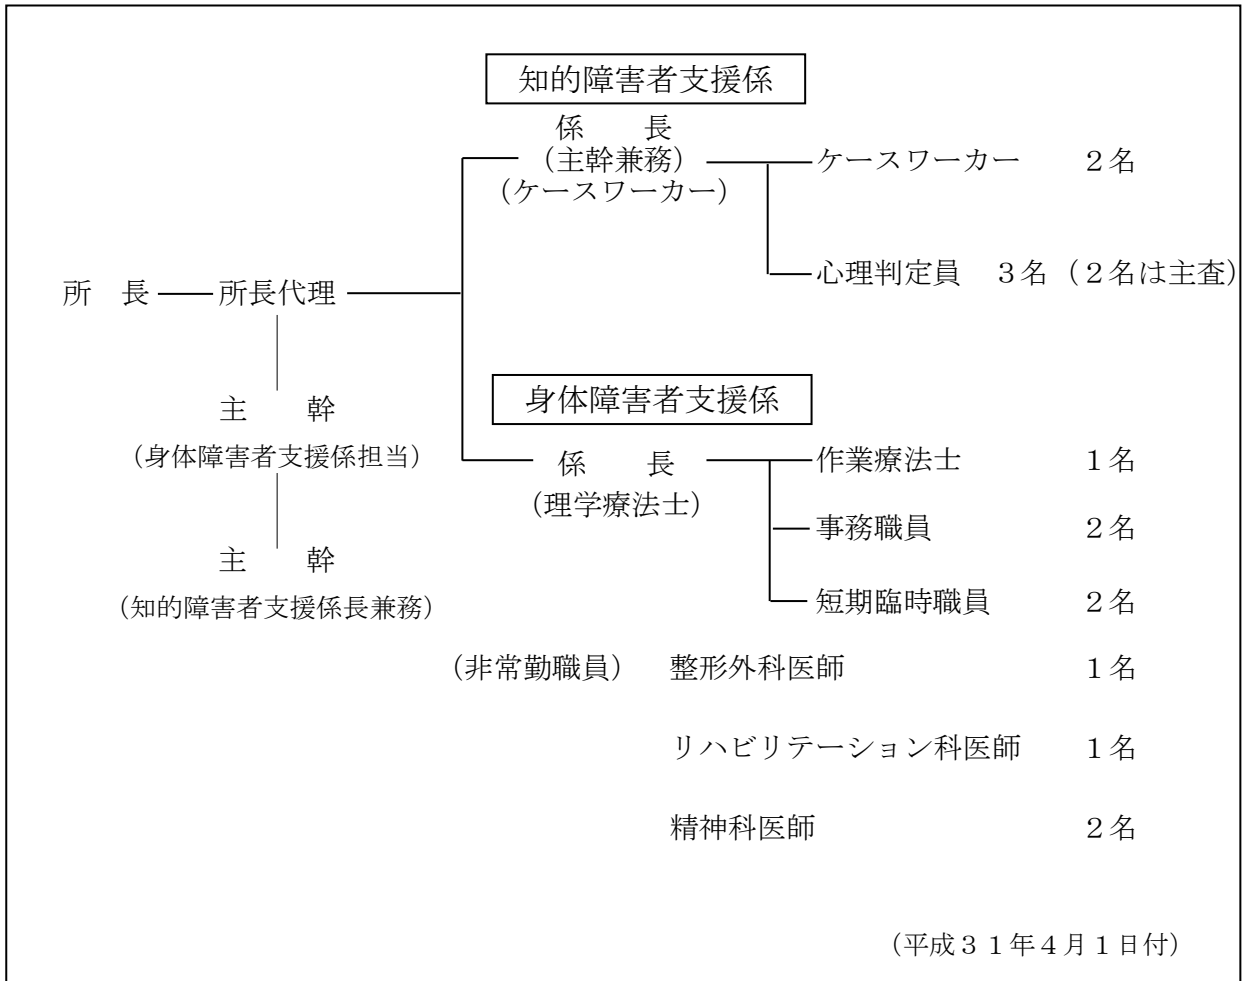 知的障害者支援係
係　　長
（主幹兼務）
（ケースワーカー）
ケースワーカー　　２名
心理判定員　３名（２名は主査）
所　長
所長代理
主　　幹
（身体障害者支援係担当）
主　　幹
（知的障害者支援係長兼務）
身体障害者支援係
係　　長
（理学療法士）
作業療法士　　１名
事務職員　　２名
短期臨時職員　　２名
（非常勤職員）　整形外科医師　　１名
リハビリテーション科医師　　１名
精神科医師　　２名
（平成３１年４月１日付）